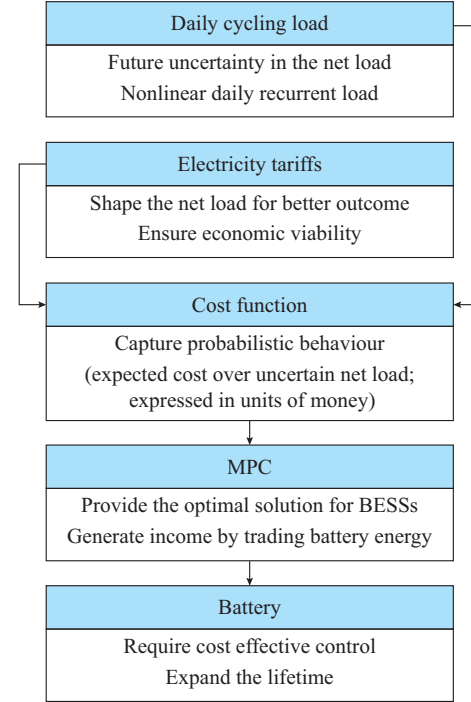 Daily cycling load
Future uncertainty in the net load
Nonlinear daily recurrent load
Electricity tariffs
Shape the net load for better outcome
Ensure economic viability
Cost function
Capture probabilistic behaviour
(expected cost over uncertain net load;
expressed in units of money)
MPC
Provide the optimal solution for BESSs
Generate income by trading battery energy
Battery
Require cost effective control
Expand the lifetime